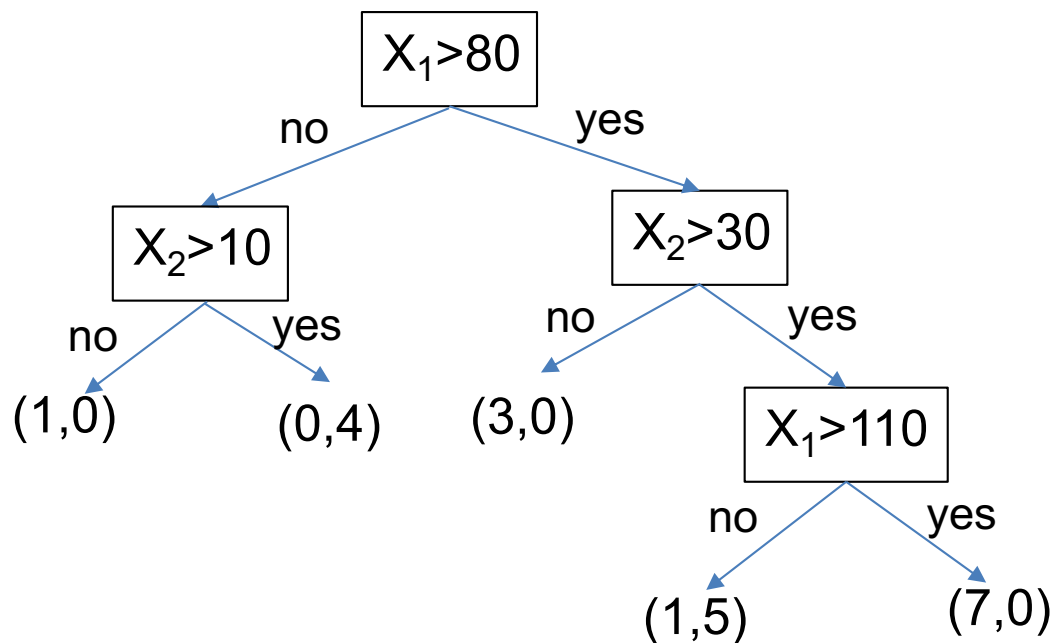 X₁>80
no
yes
X₂>10
X₂>30
no
yes
no
yes
(1,0)
(0,4)
(3,0)
X₁>110
no
yes
(1,5)
(7,0)